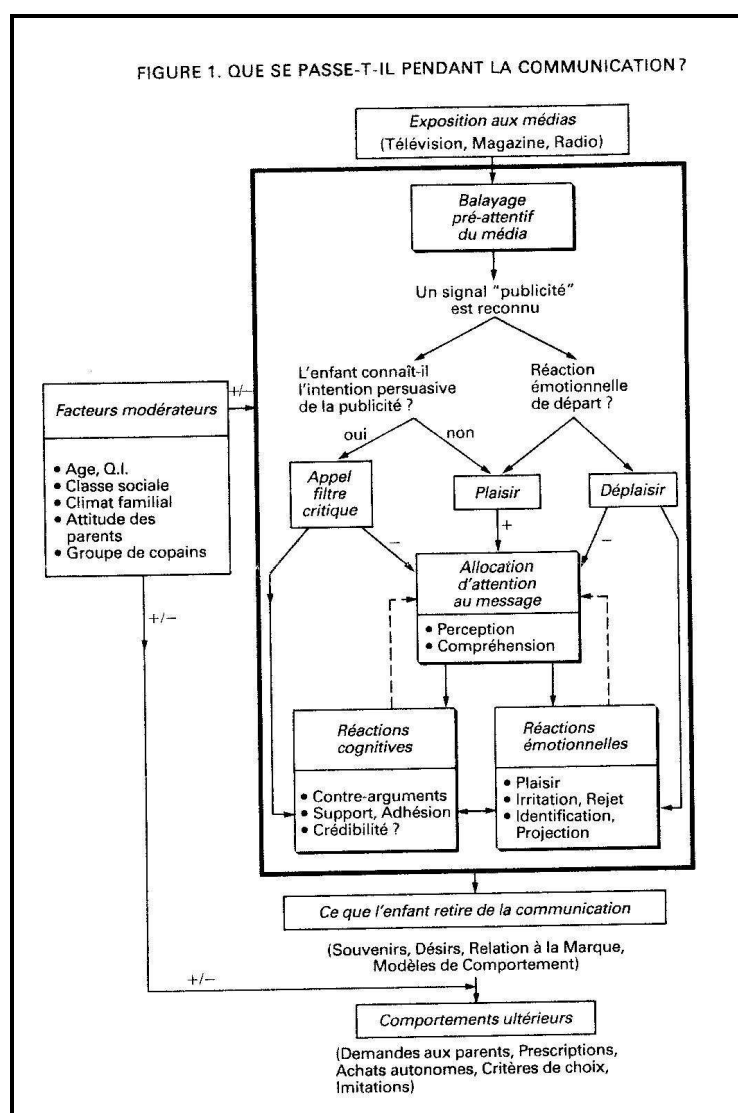 FIGURE 1. QUE SE PASSE-T-IL PENDANT LA COMMUNICATION ?
Exposition aux médias
(Télévision, Magazine, Radio)
Balayage
pré-attentif
du média
Un signal "publicité"
est reconnu
L'enfant connaît-il
l'intention persuasive
de la publicité ?
Réaction
émotionnelle
de départ ?
oui
non
Appel
filtre
critique
Plaisir
Déplaisir
–
+
–
+/–
Facteurs modérateurs
• Age, Q.I.
• Classe sociale
• Climat familial
• Attitude des
parents
• Groupe de copains
Allocation
d'attention
au message
• Perception
• Compréhension
+/–
Réactions
cognitives
• Contre-arguments
• Support, Adhésion
• Crédibilité ?
Réactions
émotionnelles
• Plaisir
• Irritation, Rejet
• Identification,
Projection
Ce que l'enfant retire de la communication
(Souvenirs, Désirs, Relation à la Marque,
Modèles de Comportement)
+/–
Comportements ultérieurs
(Demandes aux parents, Prescriptions,
Achats autonomes, Critères de choix,
Imitations)